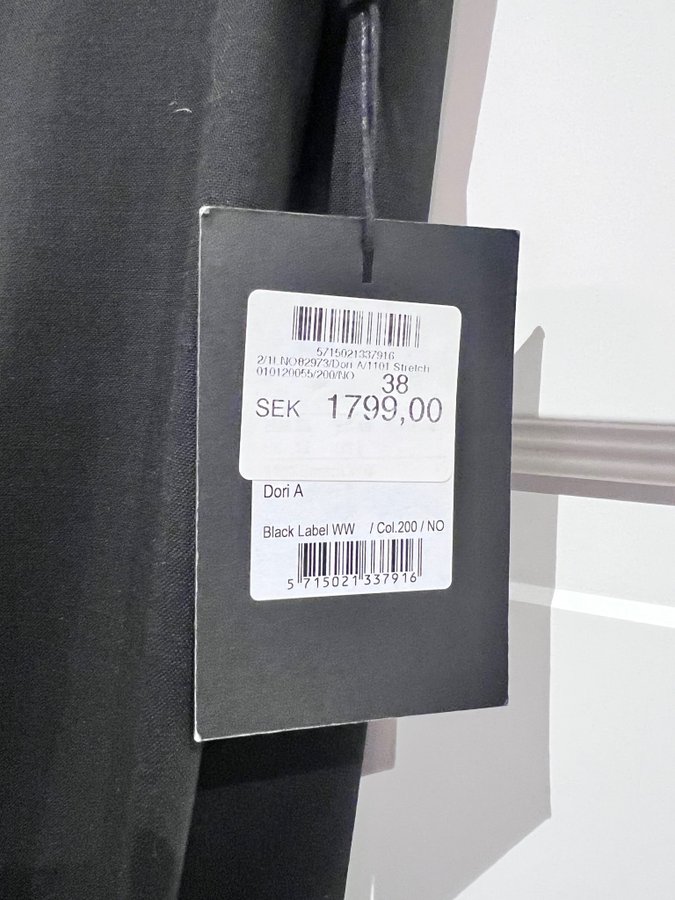 5715021337916
2/1LNO82973/Dori A/1101 Stretch
010120055/200/NO
38
SEK 1799,00
Dori A
Black Label WW / Col.200 / NO
5 715021 337916